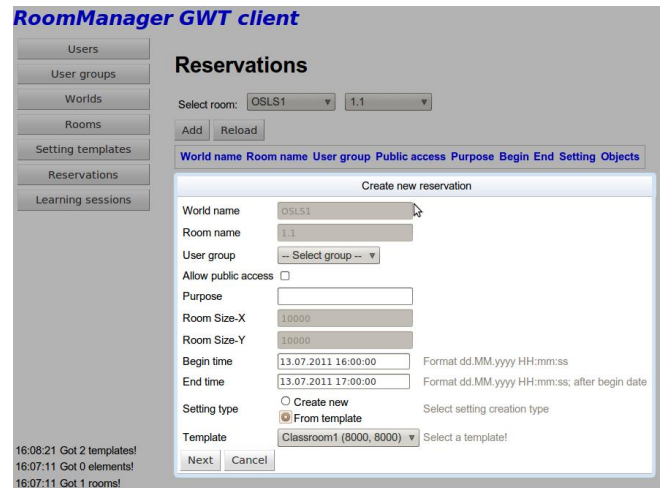 RoomManager GWT client
Users
User groups
Worlds
Rooms
Setting templates
Reservations
Learning sessions
Reservations
Select room: OSLS1 1.1
Add Reload
World name Room name User group Public access Purpose Begin End Setting Objects
Create new reservation
World name OSLS1
Room name 1.1
User group -- Select group --
Allow public access
Purpose
Room Size-X 10000
Room Size-Y 10000
Begin time 13.07.2011 16:00:00 Format dd.MM.yyyy HH:mm:ss
End time 13.07.2011 17:00:00 Format dd.MM.yyyy HH:mm:ss; after begin date
Setting type Create new Select setting creation type
From template
Template Classroom1 (8000, 8000) Select a template!
Next Cancel
16:08:21 Got 2 templates!
16:07:11 Got 0 elements!
16:07:11 Got 1 rooms!